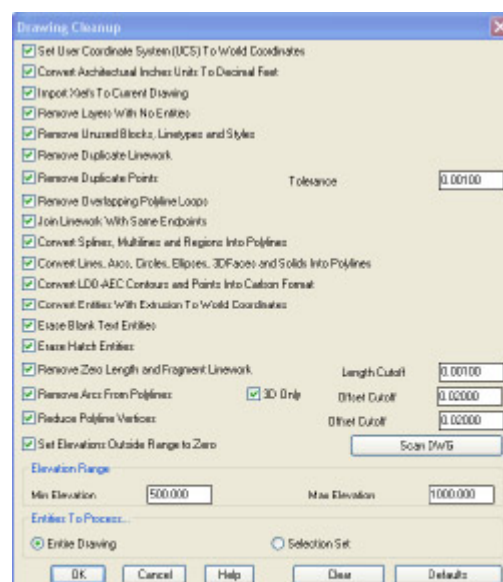 Drawing Cleanup
Set User Coordinate System (UCS) To World Coordinates
Convert Architectural Inches Units To Decimal Feet
Import Xrefs To Current Drawing
Remove Layers With No Entities
Remove Unused Blocks, Linetypes and Styles
Remove Duplicate Linework
Remove Duplicate Points Tolerance 0.00100
Remove Overlapping Polyline Loops
Join Linework With Same Endpoints
Convert Splines, Multilines and Regions Into Polylines
Convert Lines, Arcs, Circles, Ellipses, 3DFaces and Solids Into Polylines
Convert LDD-AEC Contours and Points Into Carlson Format
Convert Entities With Extrusion To World Coordinates
Erase Blank Text Entities
Erase Hatch Entities
Remove Zero Length and Fragment Linework Length Cutoff 0.00100
Remove Arcs From Polylines 3D Only Offset Cutoff 0.02000
Reduce Polyline Vertices Offset Cutoff 0.02000
Set Elevations Outside Range to Zero Scan DWG
Elevation Range
Min Elevation 500.000 Max Elevation 1000.000
Entities To Process...
Entire Drawing Selection Set
OK Cancel Help Clear Defaults